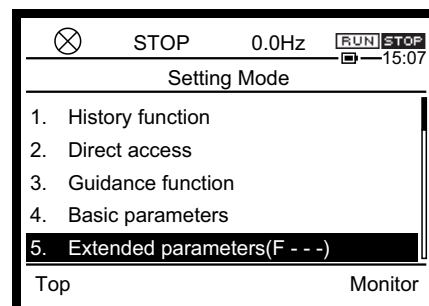 STOP 0.0Hz RUN STOP
15:07
Setting Mode
1. History function
2. Direct access
3. Guidance function
4. Basic parameters
5. Extended parameters(F - - -)
Top Monitor